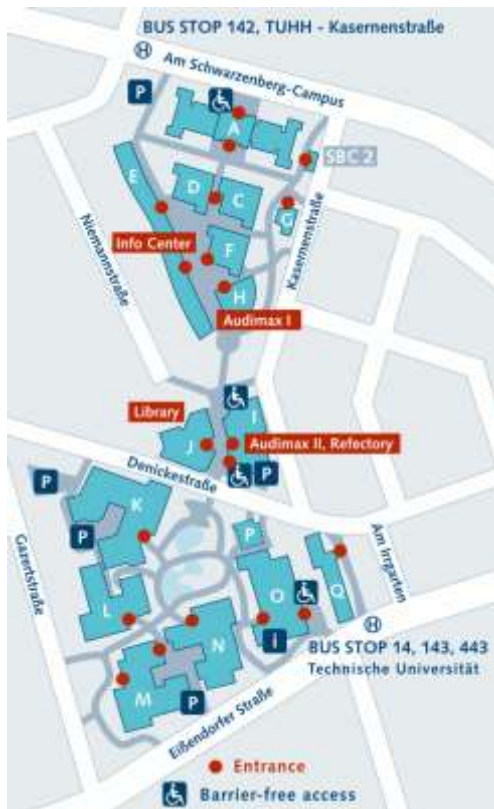 BUS STOP 142, TUHH - Kasernenstraße
H
Am Schwarzenberg-Campus
P
A
SBC 2
E
D
C
G
Niemannstraße
Info Center
F
Kasernenstraße
H
Audimax I
Library
I
J
Audimax II, Refectory
P
Denickestraße
P
K
P
P
Am Irrgarten
Gazertstraße
L
O
Q
H
N
i
BUS STOP 14, 143, 443
Technische Universität
M
P
Eißendorfer Straße
Entrance
Barrier-free access